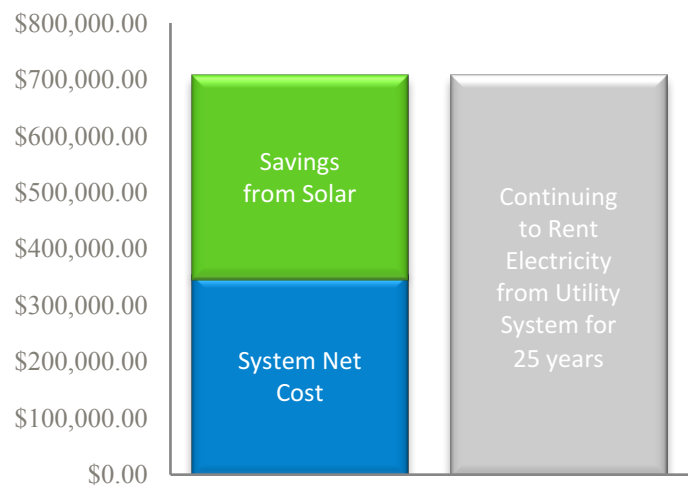 $800,000.00
$700,000.00
$600,000.00
$500,000.00
$400,000.00
$300,000.00
$200,000.00
$100,000.00
$0.00
Savings
from Solar
System Net
Cost
Continuing
to Rent
Electricity
from Utility
System for
25 years